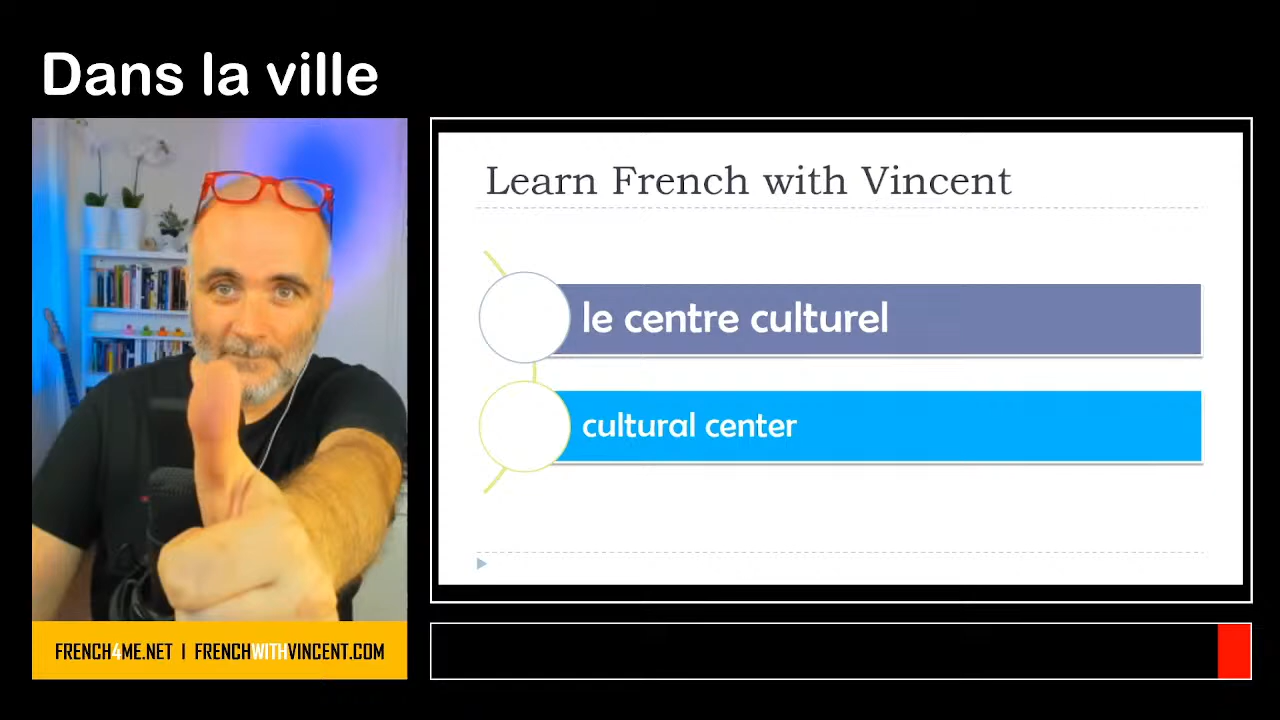 Dans la ville
Learn French with Vincent
le centre culturel
cultural center
FRENCH4ME.NET I FRENCHWITHVINCENT.COM